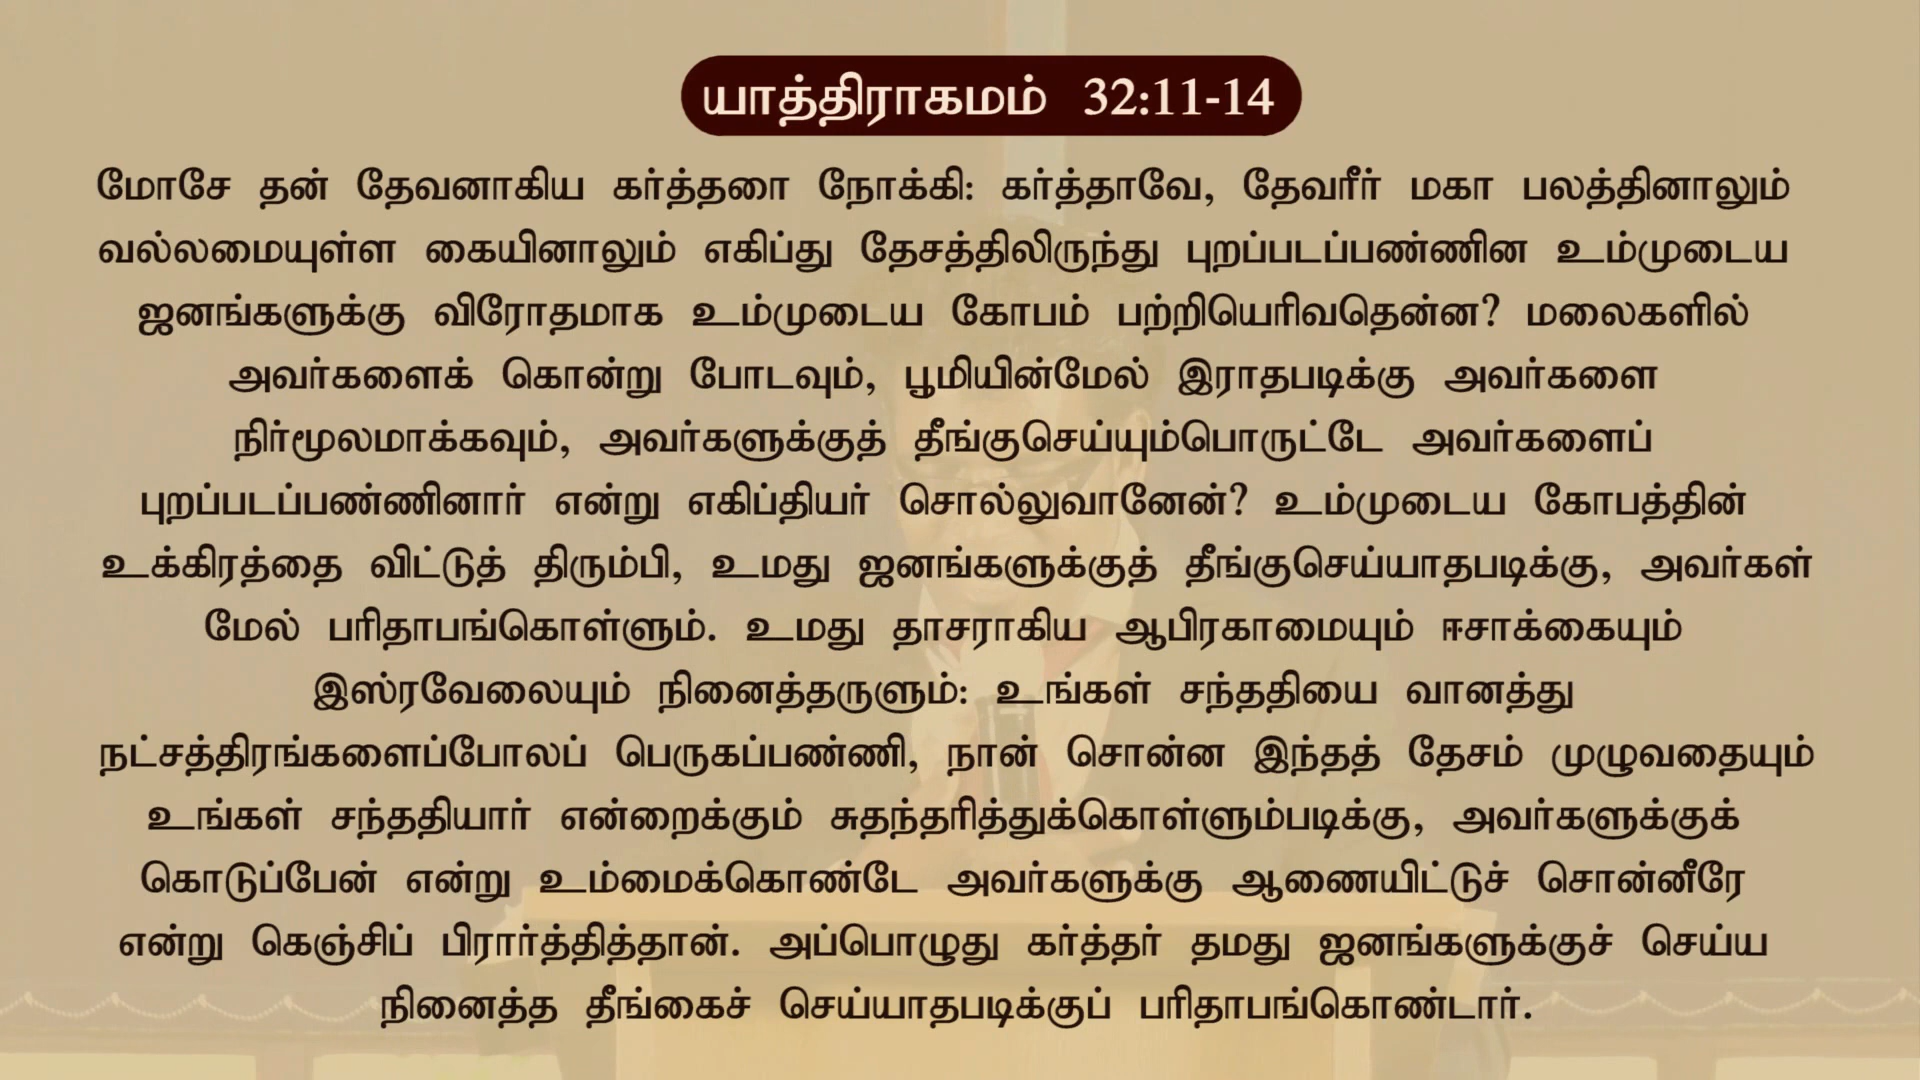 யாத்திராகமம் 32:11-14
மோசே தன் தேவனாகிய கர்த்தரை நோக்கி: கர்த்தாவே, தேவரீர் மகா பலத்தினாலும்
வல்லமையுள்ள கையினாலும் எகிப்து தேசத்திலிருந்து புறப்படப்பண்ணின உம்முடைய
ஜனங்களுக்கு விரோதமாக உம்முடைய கோபம் பற்றியெரிவதென்ன? மலைகளில்
அவர்களைக் கொன்று போடவும், பூமியின்மேல் இராதபடிக்கு அவர்களை
நிர்மூலமாக்கவும், அவர்களுக்குத் தீங்குசெய்யும்பொருட்டே அவர்களைப்
புறப்படப்பண்ணினார் என்று எகிப்தியர் சொல்லுவானேன்? உம்முடைய கோபத்தின்
உக்கிரத்தை விட்டுத் திரும்பி, உமது ஜனங்களுக்குத் தீங்குசெய்யாதபடிக்கு, அவர்கள்
மேல் பரிதாபங்கொள்ளும். உமது தாசராகிய ஆபிரகாமையும் ஈசாக்கையும்
இஸ்ரவேலையும் நினைத்தருளும்: உங்கள் சந்ததியை வானத்து
நட்சத்திரங்களைப்போலப் பெருகப்பண்ணி, நான் சொன்ன இந்தத் தேசம் முழுவதையும்
உங்கள் சந்ததியார் என்றைக்கும் சுதந்தரித்துக்கொள்ளும்படிக்கு, அவர்களுக்குக்
கொடுப்பேன் என்று உம்மைக்கொண்டே அவர்களுக்கு ஆணையிட்டுச் சொன்னீரே
என்று கெஞ்சிப் பிரார்த்தித்தான். அப்பொழுது கர்த்தர் தமது ஜனங்களுக்குச் செய்ய
நினைத்த தீங்கைச் செய்யாதபடிக்குப் பரிதாபங்கொண்டார்.